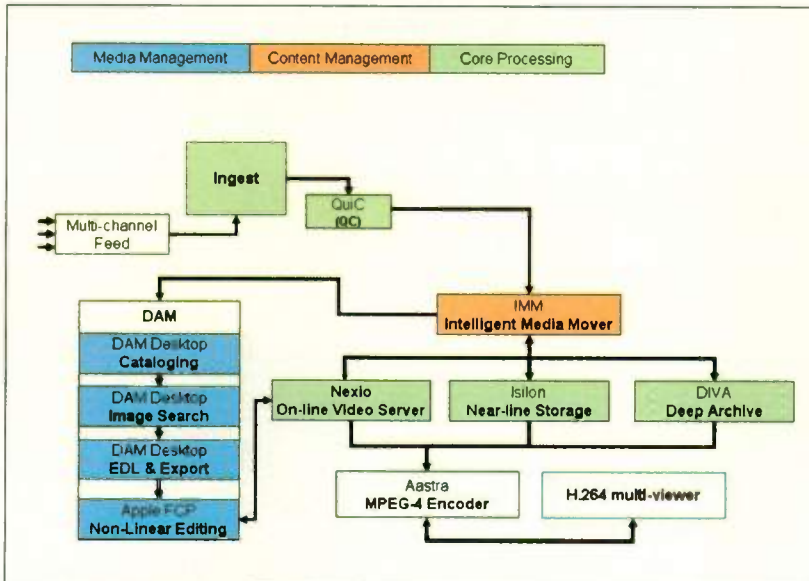 Media Management
Content Management
Core Processing
Ingest
QuiC
(QC)
Multi-channel
Feed
IMM
Intelligent Media Mover
DAM
DAM Desktop
Cataloging
DAM Desktop
Image Search
DAM Desktop
EDL & Export
Apple FCP
Non-Linear Editing
Nexio
On-line Video Server
Isilon
Near-line Storage
DIVA
Deep Archive
Aastra
MPEG-4 Encoder
H.264 multi-viewer